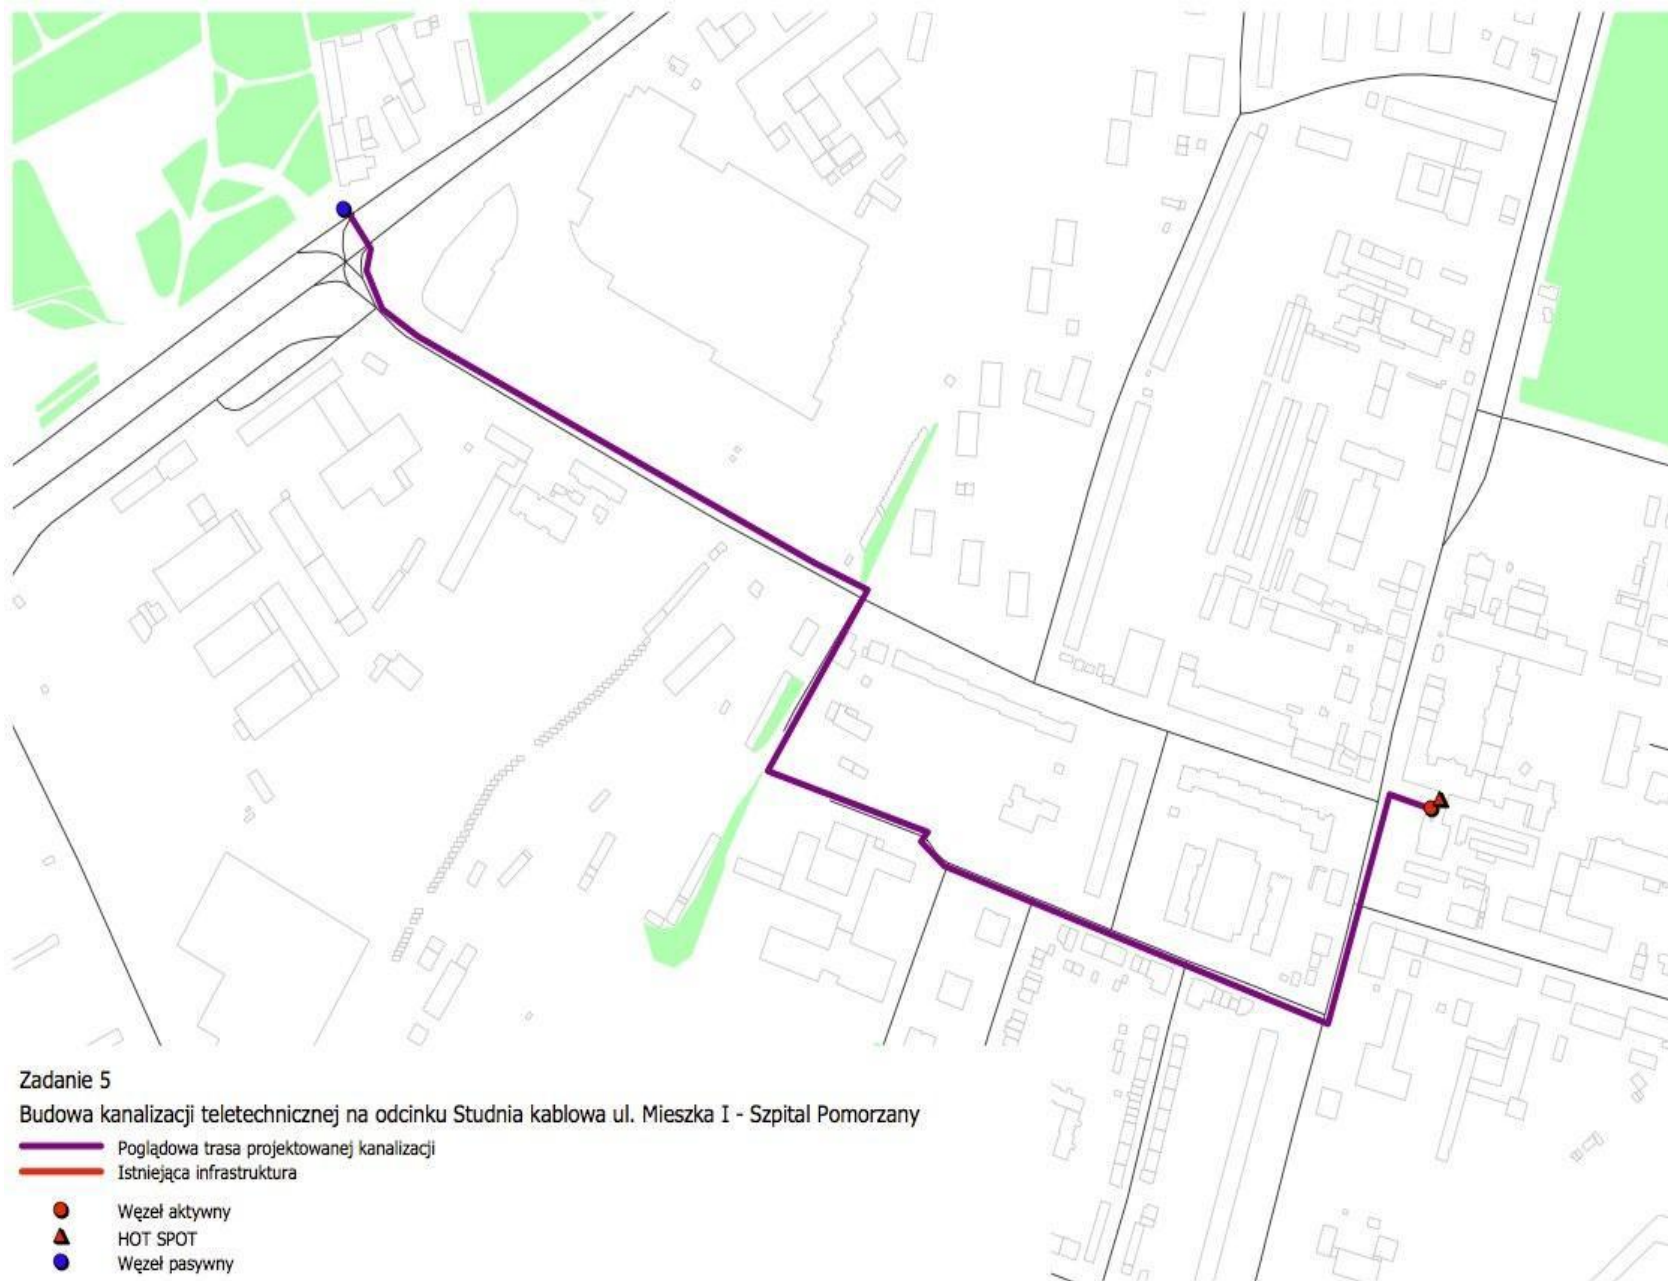 Zadanie 5
Budowa kanalizacji teletechnicznej na odcinku Studnia kablowa ul. Mieszka I - Szpital Pomorzany
Poglądowa trasa projektowanej kanalizacji
Istniejąca infrastruktura
Węzeł aktywny
HOT SPOT
Węzeł pasywny